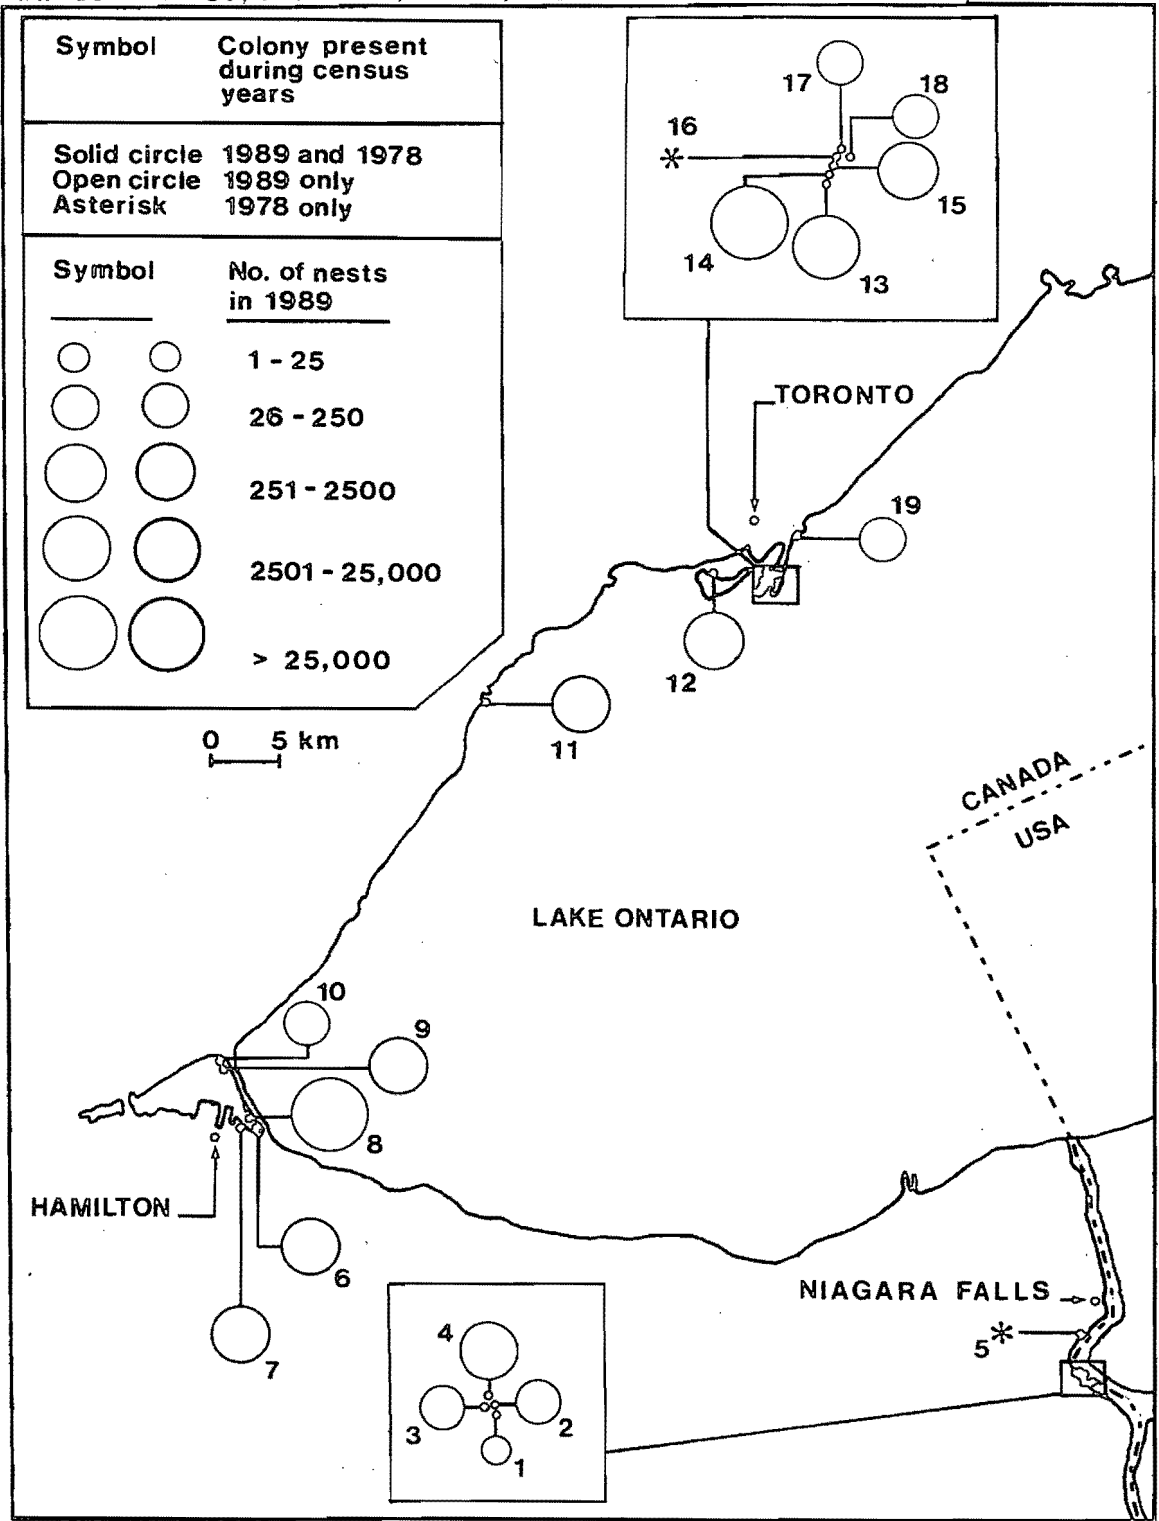 Symbol Colony present
during census
years
Solid circle 1989 and 1978
Open circle 1989 only
Asterisk 1978 only
Symbol No. of nests
in 1989
1 - 25
26 - 250
251 - 2500
2501 - 25,000
> 25,000
0 5 km
17
18
16
15
14
13
TORONTO
19
12
11
CANADA
USA
LAKE ONTARIO
10
9
8
HAMILTON
6
7
NIAGARA FALLS
5
4
3
2
1